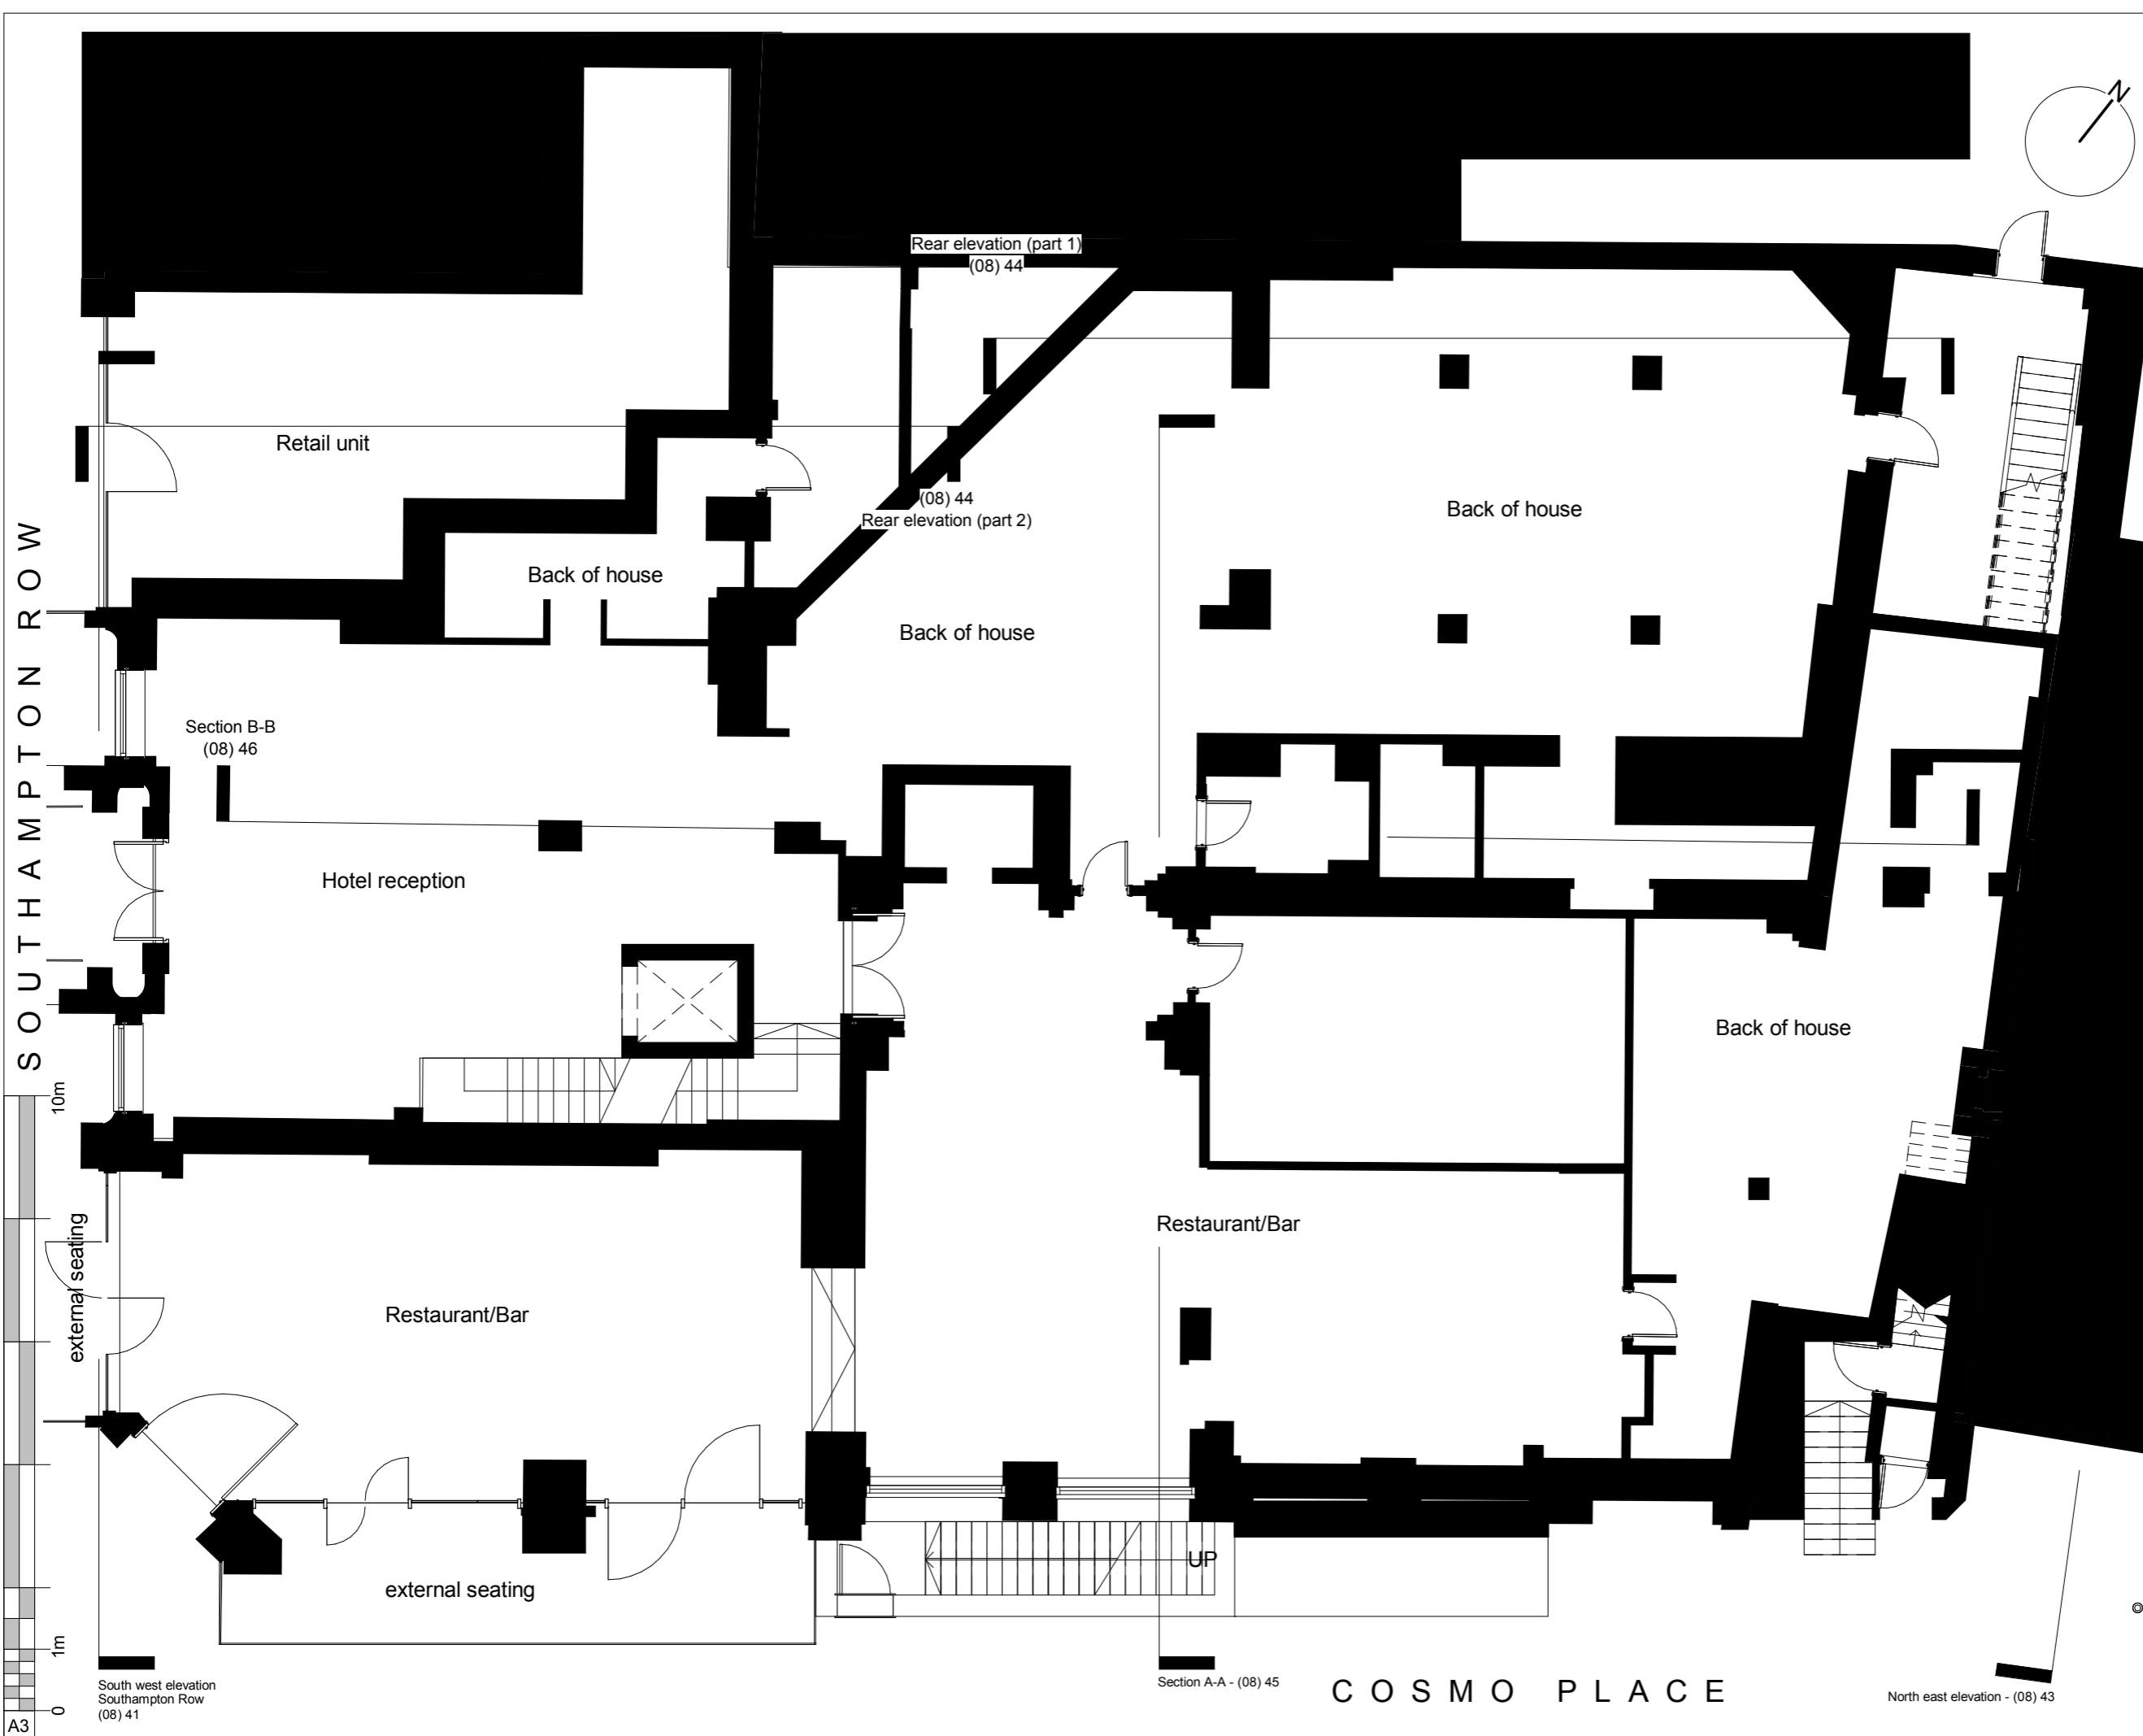 N
Rear elevation (part 1)
(08) 44
Retail unit
(08) 44
Rear elevation (part 2)
Back of house
Back of house
Back of house
SOUTHAMPTON ROW
Section B-B
(08) 46
Hotel reception
Back of house
10m
Restaurant/Bar
external seating
Restaurant/Bar
N
UP
external seating
1m
0
A3
South west elevation
Southampton Row
(08) 41
Section A-A - (08) 45
COSMO PLACE
North east elevation - (08) 43